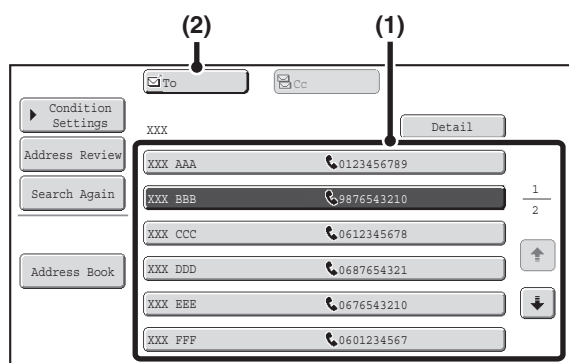 (2) (1)
To Cc
Condition
Settings
XXX Detail
Address Review
XXX AAA 0123456789
Search Again
XXX BBB 9876543210
1
2
XXX CCC 0612345678
Address Book
XXX DDD 0687654321
XXX EEE 0676543210
XXX FFF 0601234567